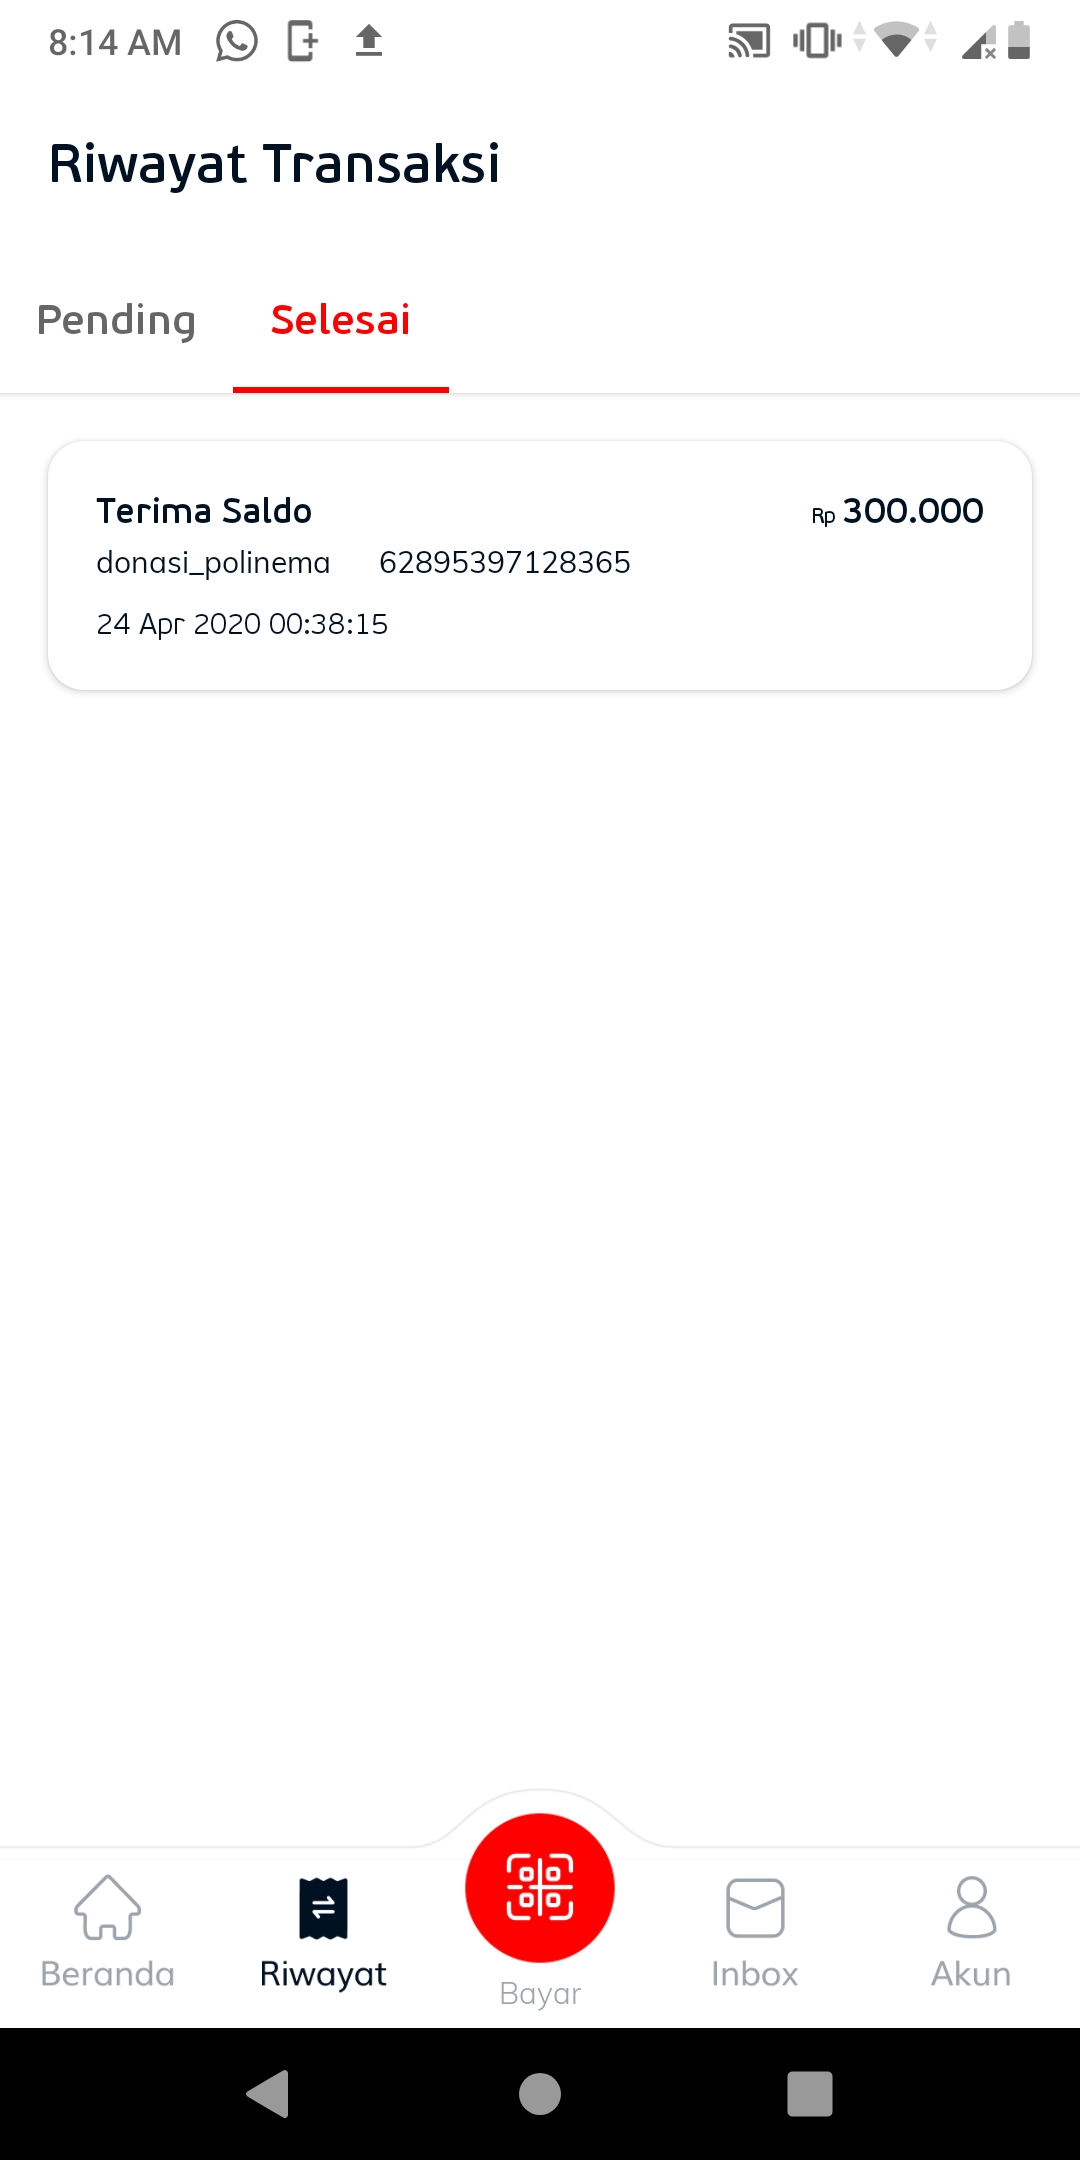 8:14 AM
Riwayat Transaksi
Pending Selesai
Terima Saldo Rp 300.000
donasi_polinema 62895397128365
24 Apr 2020 00:38:15
Beranda Riwayat Bayar Inbox Akun